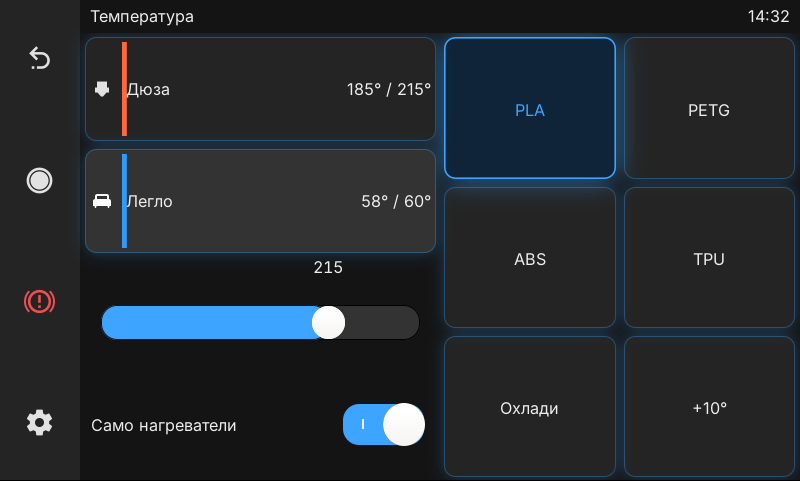 Температура
14:32
Дюза
185° / 215°
Легло
58° / 60°
215
Само нагреватели
PLA
PETG
ABS
TPU
Охлади
+10°